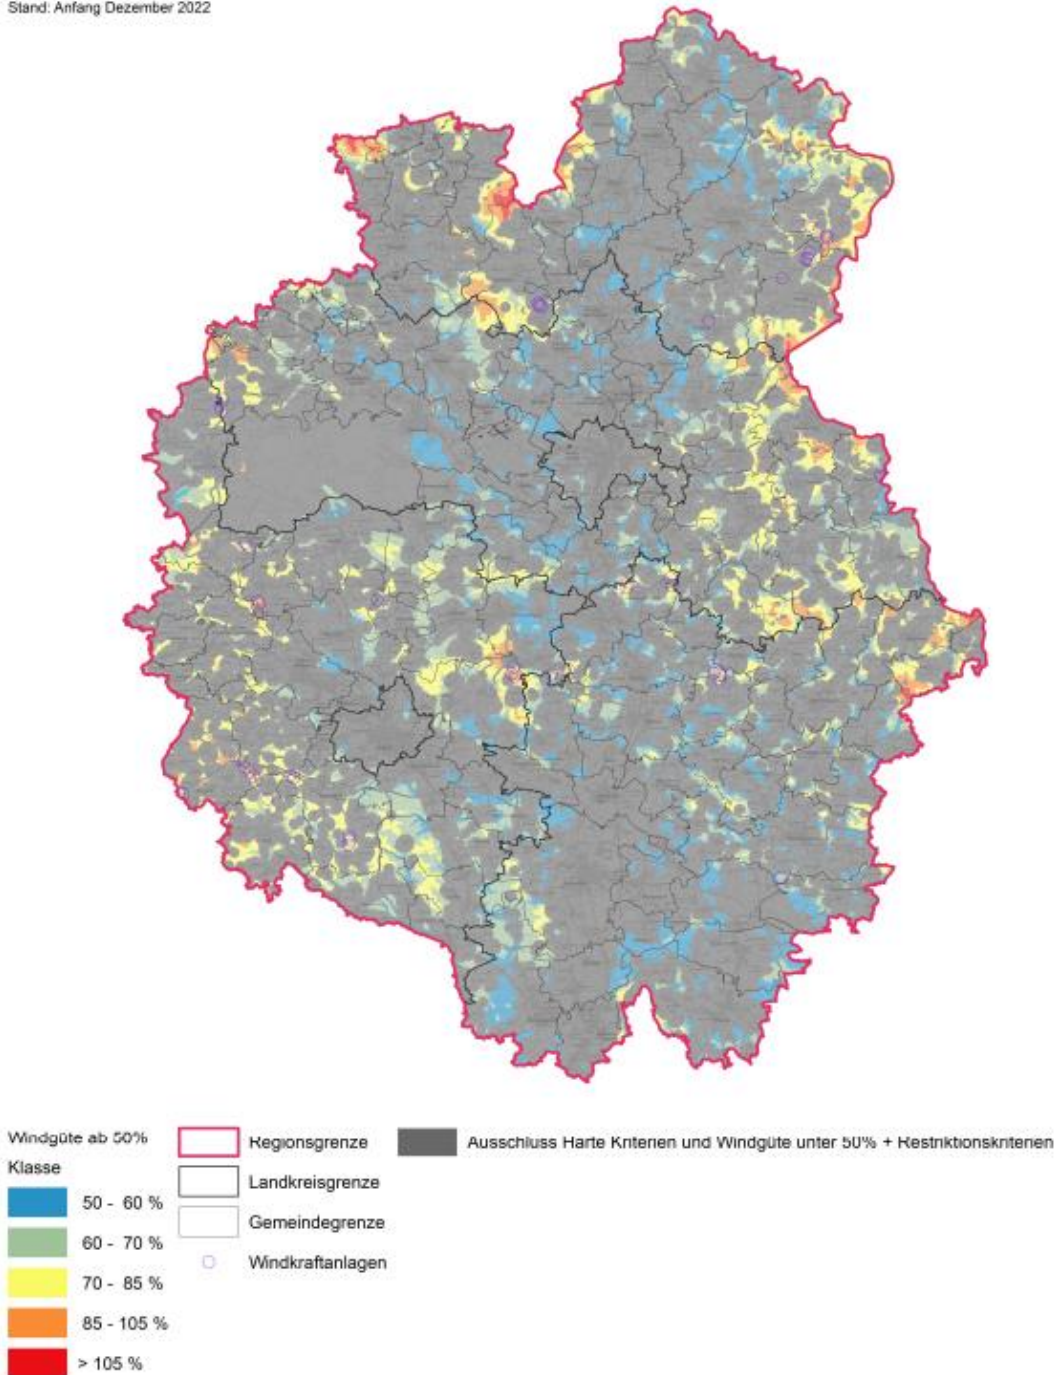 Stand: Anfang Dezember 2022
Windgüte ab 50%
Klasse
50 - 60 %
60 - 70 %
70 - 85 %
85 - 105 %
> 105 %
Regionsgrenze
Landkreisgrenze
Gemeindegrenze
Windkraftanlagen
Ausschluss Harte Kriterien und Windgüte unter 50% + Restriktionskriterien